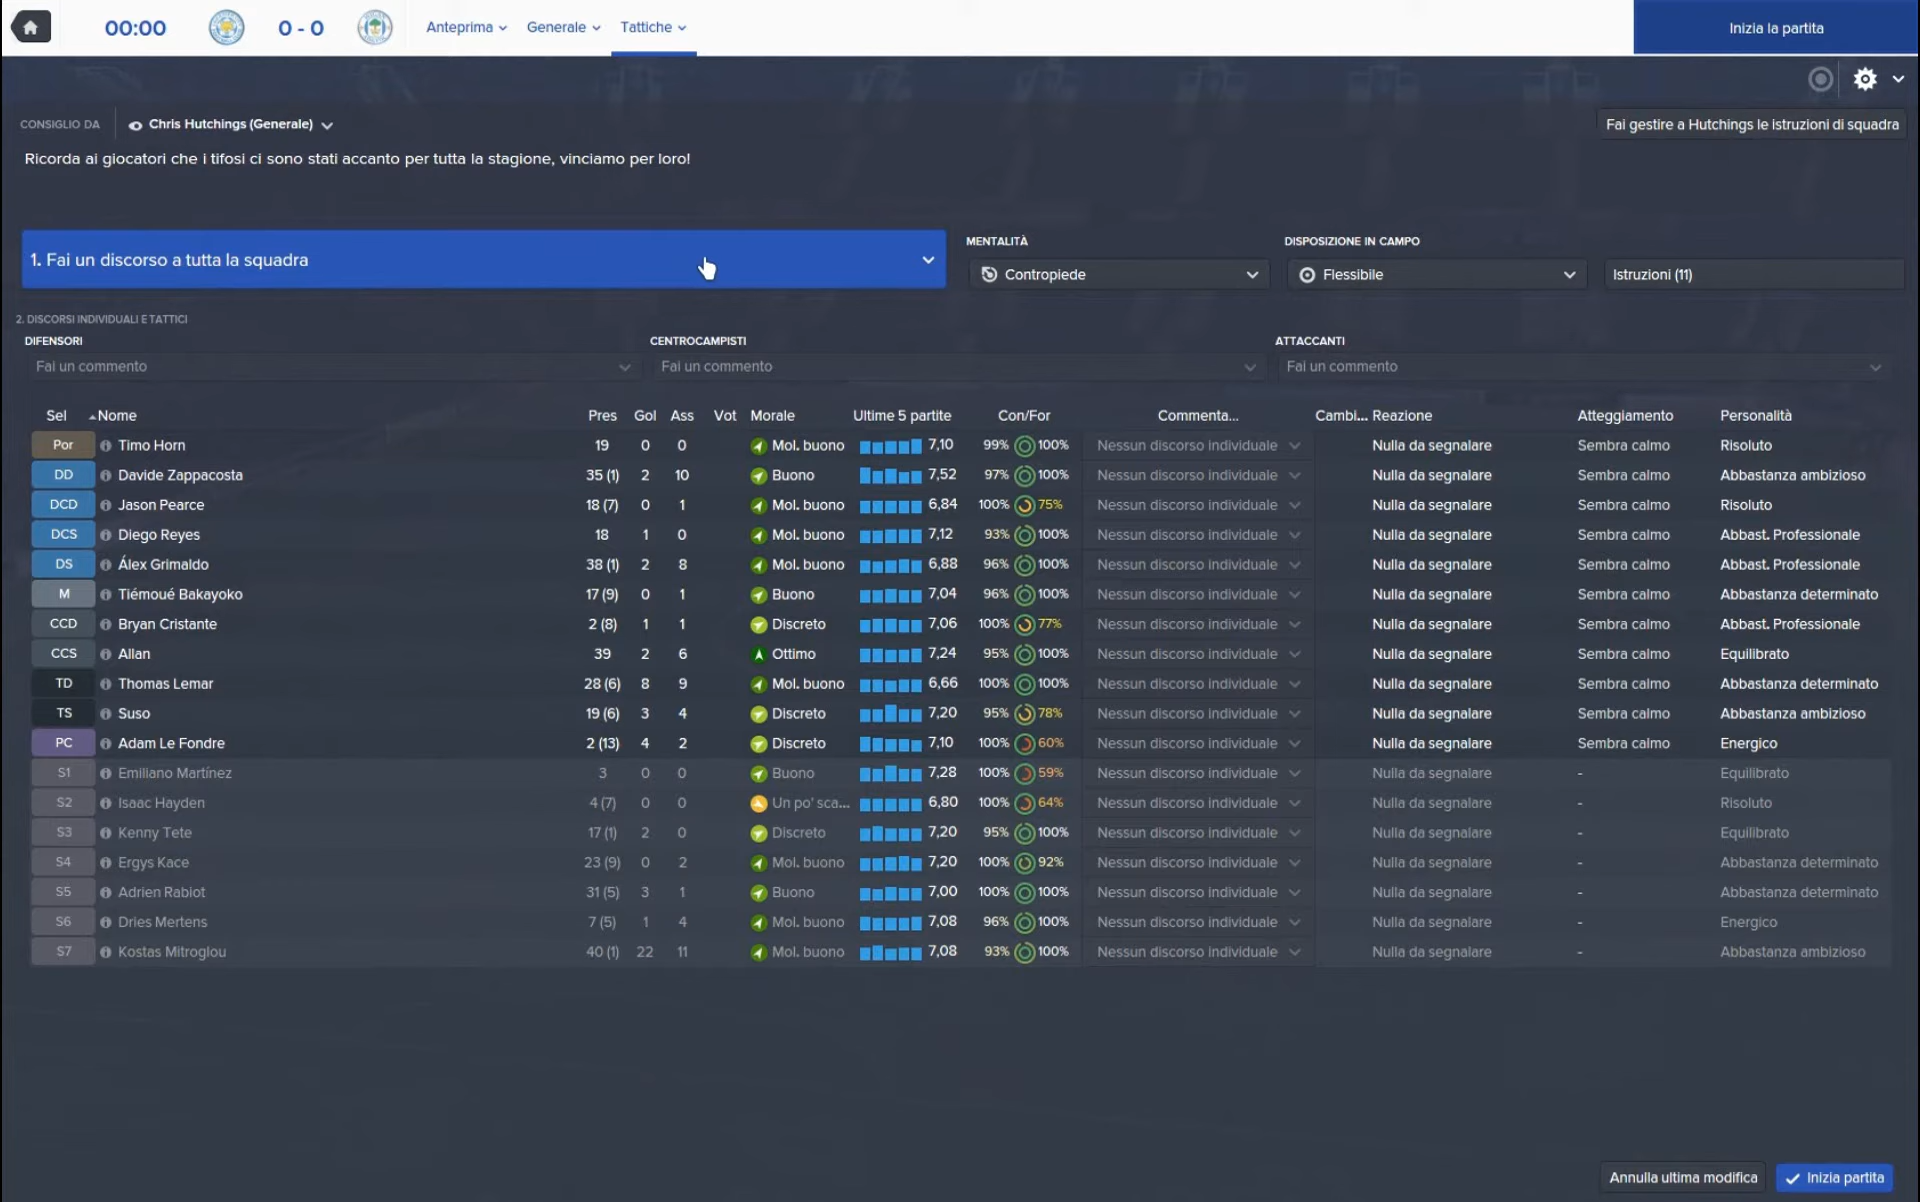 00:00 0 - 0 Anteprima Generale Tattiche Inizia la partita
CONSIGLIO DA Chris Hutchings (Generale) Fai gestire a Hutchings le istruzioni di squadra
Ricorda ai giocatori che i tifosi ci sono stati accanto per tutta la stagione, vinciamo per loro!
1. Fai un discorso a tutta la squadra
MENTALITÀ DISPOSIZIONE IN CAMPO
Contropiede Flessibile Istruzioni (11)
2. DISCORSI INDIVIDUALI E TATTICI
DIFENSORI CENTROCAMPISTI ATTACCANTI
Fai un commento Fai un commento Fai un commento
Sel Nome Pres Gol Ass Vot Morale Ultime 5 partite Con/For Commenta... Cambi... Reazione Atteggiamento Personalità
Por Timo Horn 19 0 0 Mol. buono 7,10 99% 100% Nessun discorso individuale Nulla da segnalare Sembra calmo Risoluto
DD Davide Zappacosta 35 (1) 2 10 Buono 7,52 97% 100% Nessun discorso individuale Nulla da segnalare Sembra calmo Abbastanza ambizioso
DCD Jason Pearce 18 (7) 0 1 Mol. buono 6,84 100% 75% Nessun discorso individuale Nulla da segnalare Sembra calmo Risoluto
DCS Diego Reyes 18 1 0 Mol. buono 7,12 93% 100% Nessun discorso individuale Nulla da segnalare Sembra calmo Abbast. Professionale
DS Álex Grimaldo 38 (1) 2 8 Mol. buono 6,88 96% 100% Nessun discorso individuale Nulla da segnalare Sembra calmo Abbast. Professionale
M Tiémoué Bakayoko 17 (9) 0 1 Buono 7,04 96% 100% Nessun discorso individuale Nulla da segnalare Sembra calmo Abbastanza determinato
CCD Bryan Cristante 2 (8) 1 1 Discreto 7,06 100% 77% Nessun discorso individuale Nulla da segnalare Sembra calmo Abbast. Professionale
CCS Allan 39 2 6 Ottimo 7,24 95% 100% Nessun discorso individuale Nulla da segnalare Sembra calmo Equilibrato
TD Thomas Lemar 28 (6) 8 9 Mol. buono 6,66 100% 100% Nessun discorso individuale Nulla da segnalare Sembra calmo Abbastanza determinato
TS Suso 19 (6) 3 4 Discreto 7,20 95% 78% Nessun discorso individuale Nulla da segnalare Sembra calmo Abbastanza ambizioso
PC Adam Le Fondre 2 (13) 4 2 Discreto 7,10 100% 60% Nessun discorso individuale Nulla da segnalare Sembra calmo Energico
S1 Emiliano Martínez 3 0 0 Buono 7,28 100% 59% Nessun discorso individuale Nulla da segnalare - Equilibrato
S2 Isaac Hayden 4 (7) 0 0 Un po' sca... 6,80 100% 64% Nessun discorso individuale Nulla da segnalare - Risoluto
S3 Kenny Tete 17 (1) 2 0 Discreto 7,20 95% 100% Nessun discorso individuale Nulla da segnalare - Equilibrato
S4 Ergys Kace 23 (9) 0 2 Mol. buono 7,20 100% 92% Nessun discorso individuale Nulla da segnalare - Abbastanza determinato
S5 Adrien Rabiot 31 (5) 3 1 Buono 7,00 100% 100% Nessun discorso individuale Nulla da segnalare - Abbastanza determinato
S6 Dries Mertens 7 (5) 1 4 Mol. buono 7,08 96% 100% Nessun discorso individuale Nulla da segnalare - Energico
S7 Kostas Mitroglou 40 (1) 22 11 Mol. buono 7,08 93% 100% Nessun discorso individuale Nulla da segnalare - Abbastanza ambizioso
Annulla ultima modifica Inizia partita